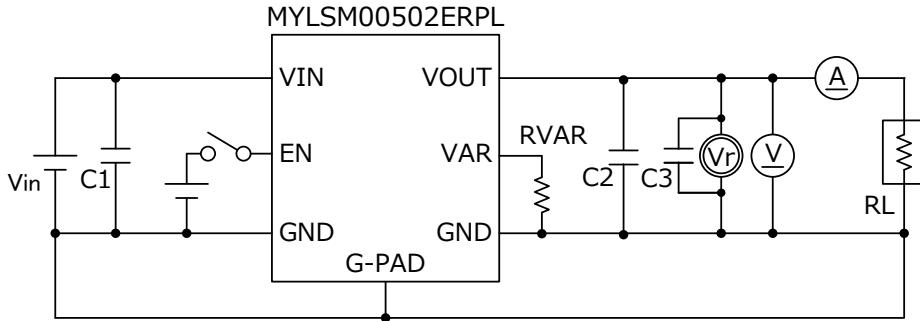 MYLSM00502ERPL
VIN
VOUT
A
RVAR
EN
VAR
Vr
V
Vin
C1
C2
C3
RL
GND
GND
G-PAD